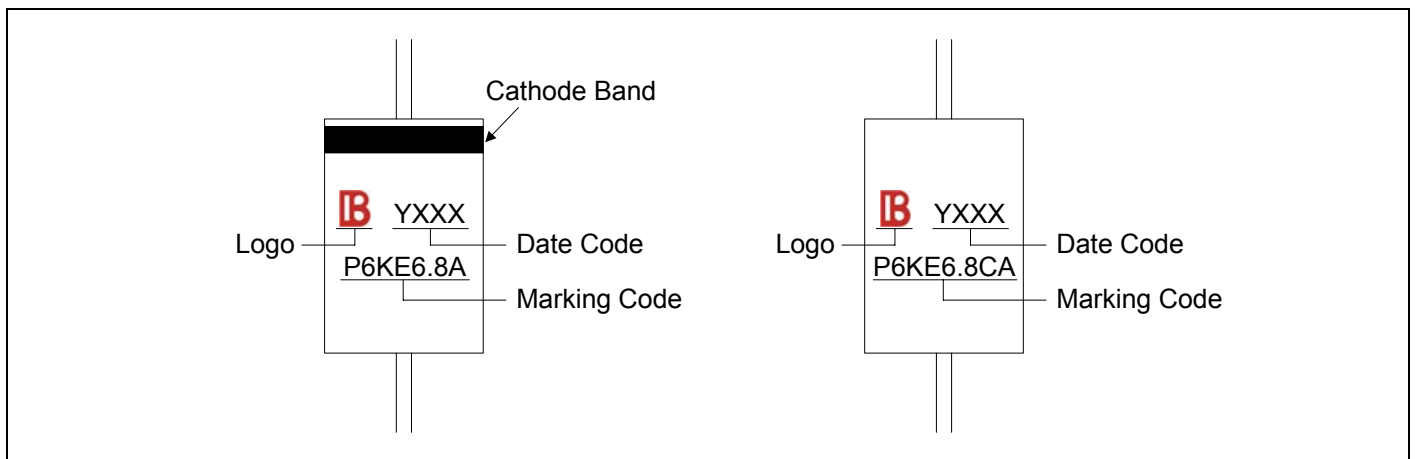 Cathode Band
B YXXX
Logo
Date Code
P6KE6.8A
Marking Code
B YXXX
Logo
Date Code
P6KE6.8CA
Marking Code